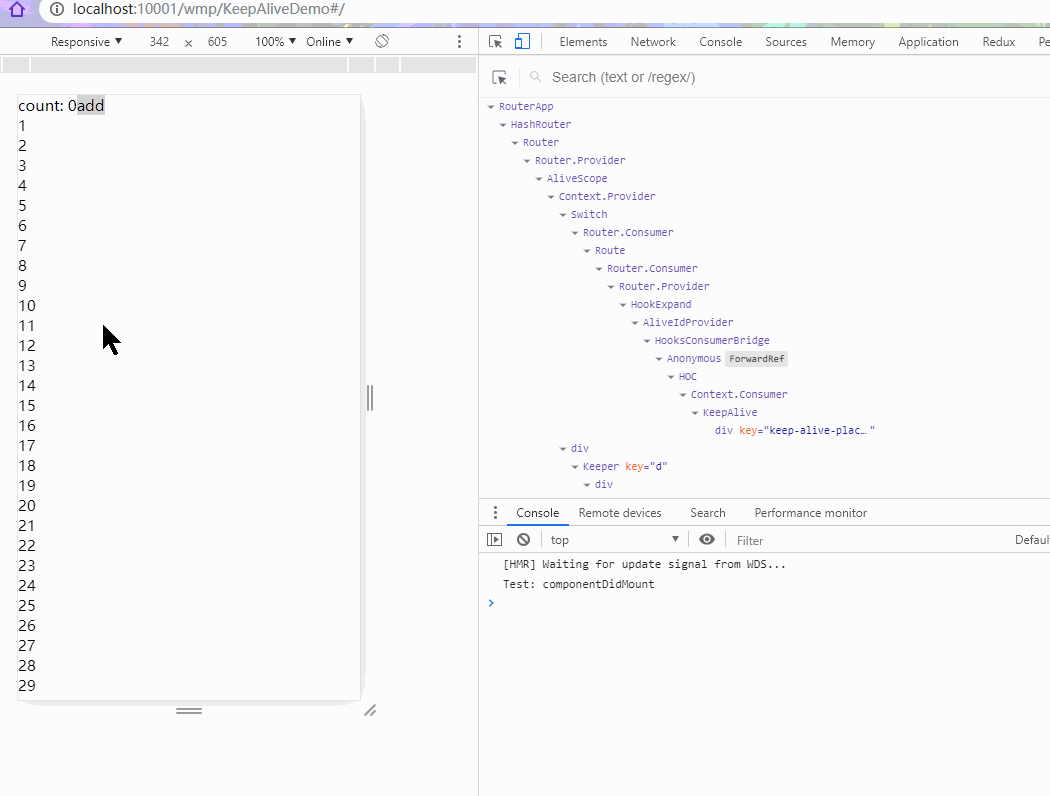 localhost:10001/wmp/KeepAliveDemo#/
Responsive ▼ 342 × 605 100% ▼ Online ▼
Elements Network Console Sources Memory Application Redux Pe
Search (text or /regex/)
count: 0add
1
2
3
4
5
6
7
8
9
10
11
12
13
14
15
16
17
18
19
20
21
22
23
24
25
26
27
28
29
RouterApp
HashRouter
Router
Router.Provider
AliveScope
Context.Provider
Switch
Router.Consumer
Route
Router.Consumer
Router.Provider
HookExpand
AliveIdProvider
HooksConsumerBridge
Anonymous ForwardRef
HOC
Context.Consumer
KeepAlive
div key="keep-alive-plac… "
div
Keeper key="d"
div
Console Remote devices Search Performance monitor
top ▼ Filter Defaul
[HMR] Waiting for update signal from WDS...
Test: componentDidMount